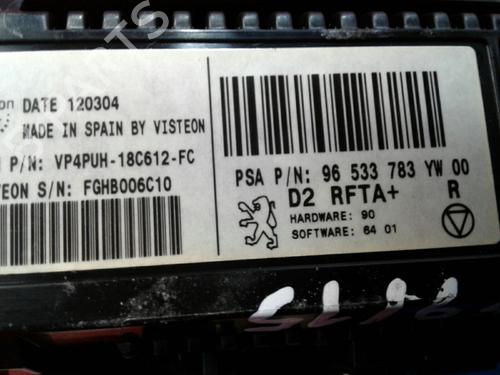 DATE 120304
MADE IN SPAIN BY VISTEON
P/N: VP4PUH-18C612-FC
S/N: FGHB006C10
PSA P/N: 96 533 783 YW 00
D2 RFTA+ R
HARDWARE: 90
SOFTWARE: 64 01